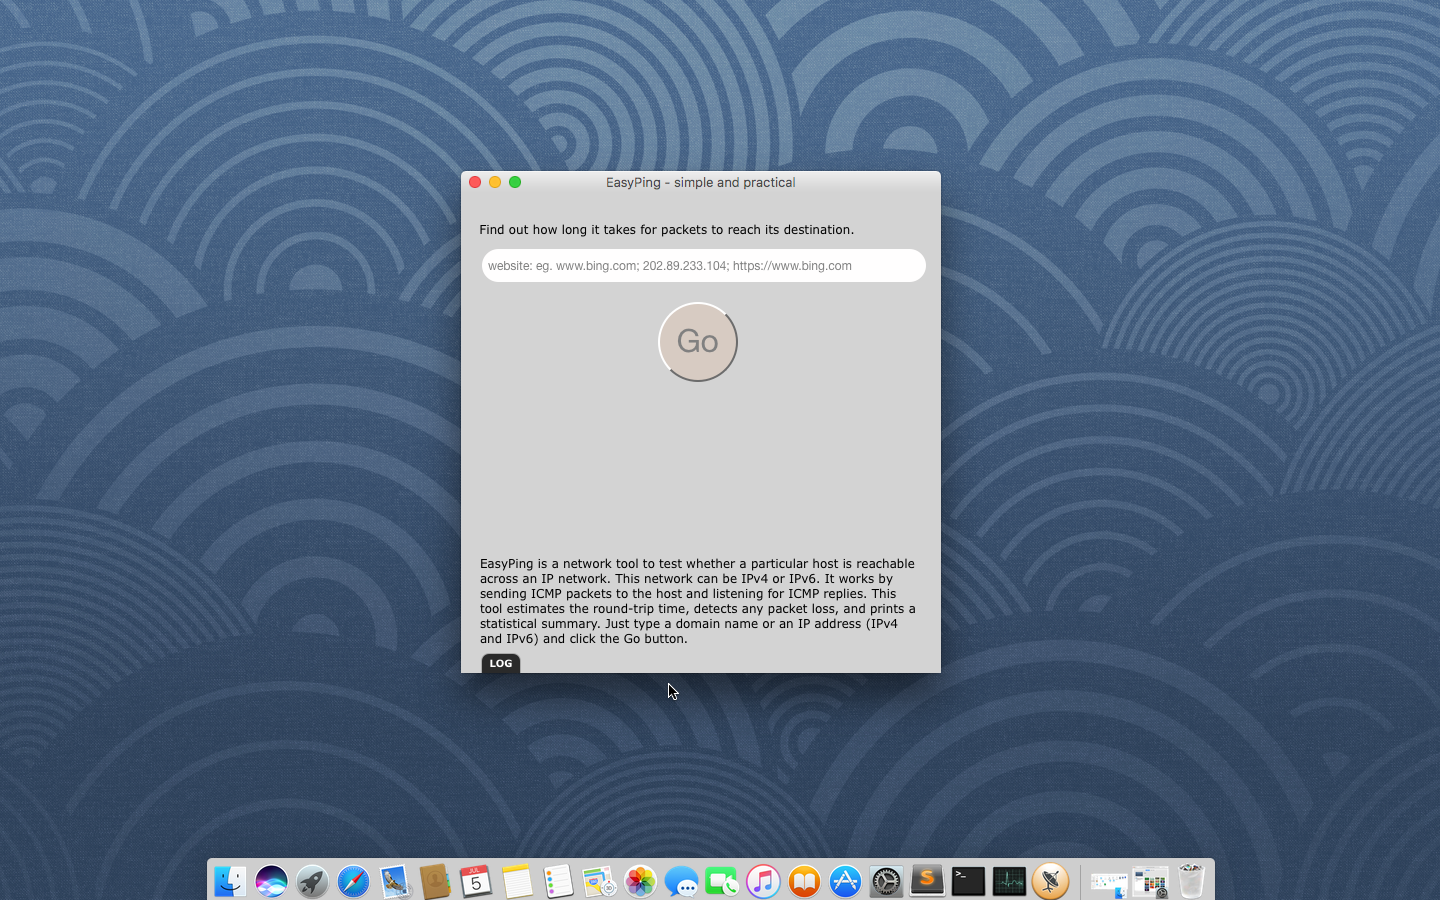 EasyPing - simple and practical
Find out how long it takes for packets to reach its destination.
website: eg. www.bing.com; 202.89.233.104; https://www.bing.com
Go
EasyPing is a network tool to test whether a particular host is reachable
across an IP network. This network can be IPv4 or IPv6. It works by
sending ICMP packets to the host and listening for ICMP replies. This
tool estimates the round-trip time, detects any packet loss, and prints a
statistical summary. Just type a domain name or an IP address (IPv4
and IPv6) and click the Go button.
LOG
JUL
5
S
>_